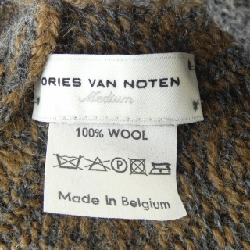 DRIES VAN NOTEN
Medium
100% WOOL
Made in Belgium